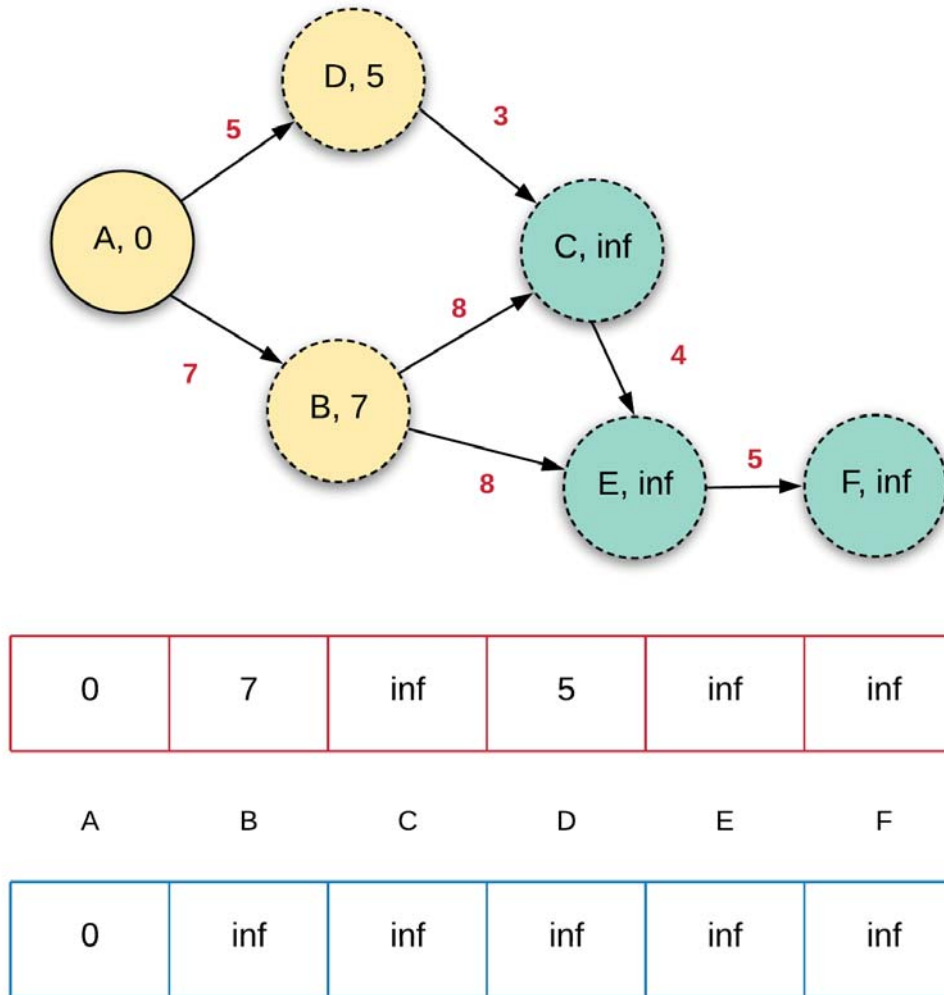 D, 5
5
3
A, 0
C, inf
8
7
4
B, 7
5
E, inf
F, inf
8
0 7 inf 5 inf inf
A B C D E F
0 inf inf inf inf inf